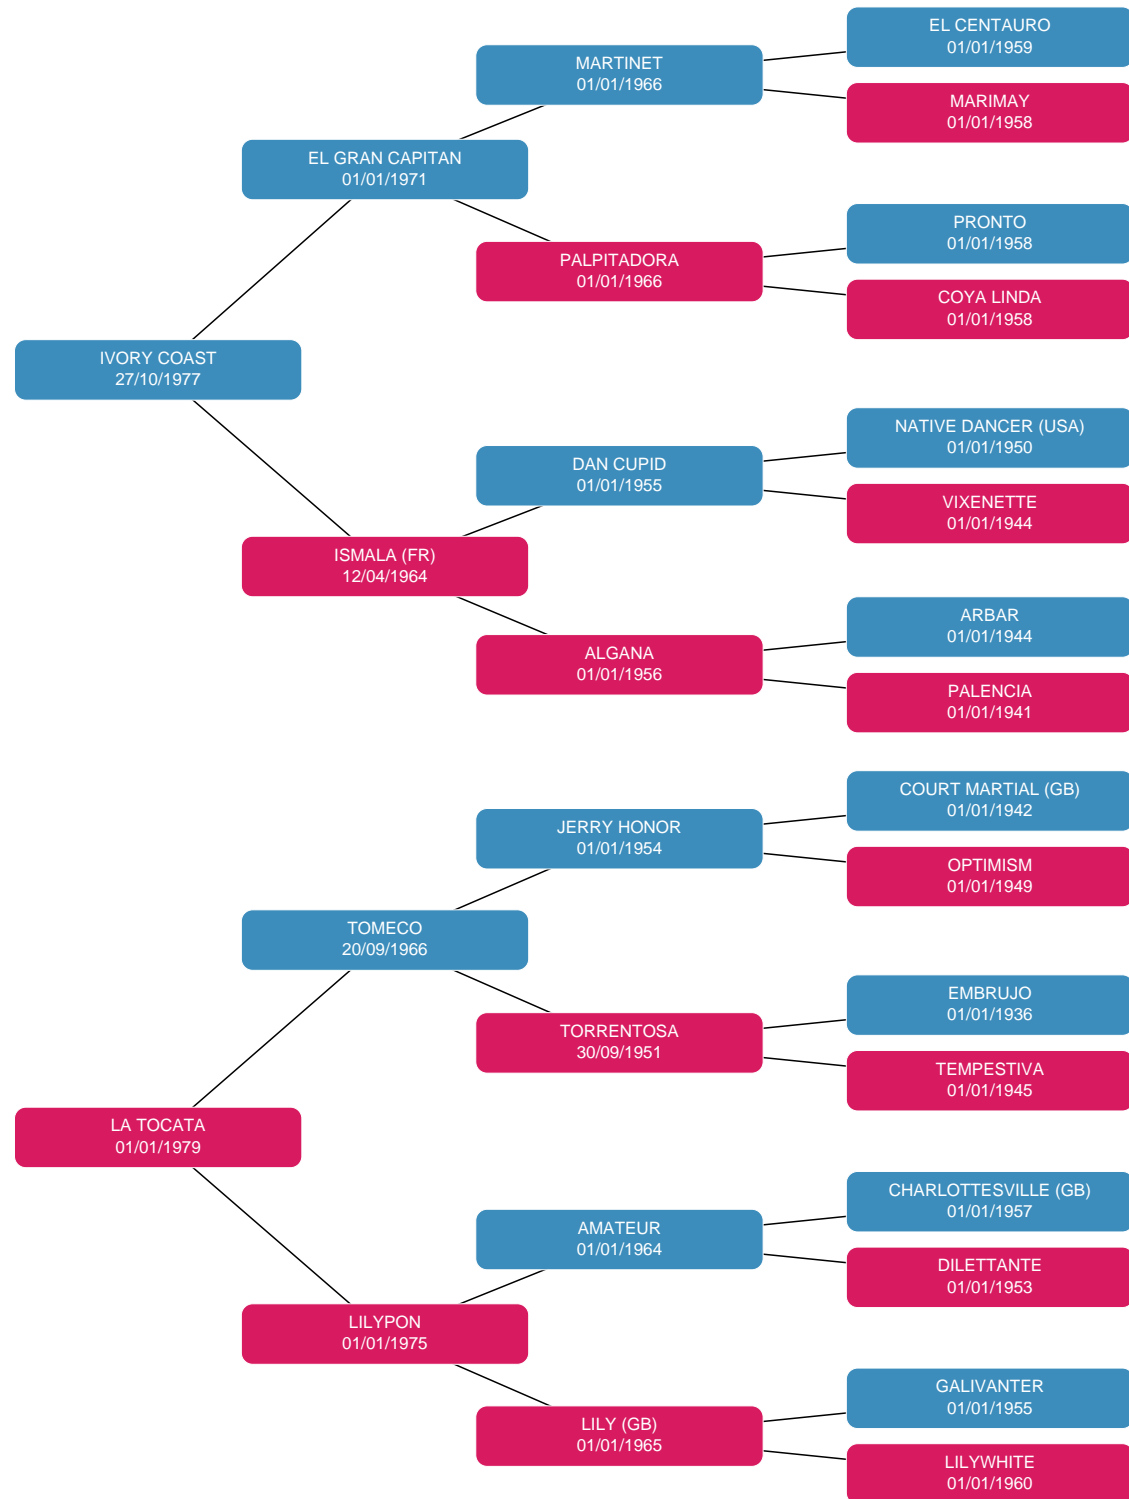 EL CENTAURO
01/01/1959
MARTINET
01/01/1966
MARIMAY
01/01/1958
EL GRAN CAPITAN
01/01/1971
PRONTO
01/01/1958
PALPITADORA
01/01/1966
COYA LINDA
01/01/1958
IVORY COAST
27/10/1977
NATIVE DANCER (USA)
01/01/1950
DAN CUPID
01/01/1955
VIXENETTE
01/01/1944
ISMALA (FR)
12/04/1964
ARBAR
01/01/1944
ALGANA
01/01/1956
PALENCIA
01/01/1941
COURT MARTIAL (GB)
01/01/1942
JERRY HONOR
01/01/1954
OPTIMISM
01/01/1949
TOMECO
20/09/1966
EMBRUJO
01/01/1936
TORRENTOSA
30/09/1951
TEMPESTIVA
01/01/1945
LA TOCATA
01/01/1979
CHARLOTTESVILLE (GB)
01/01/1957
AMATEUR
01/01/1964
DILETTANTE
01/01/1953
LILYPON
01/01/1975
GALIVANTER
01/01/1955
LILY (GB)
01/01/1965
LILYWHITE
01/01/1960